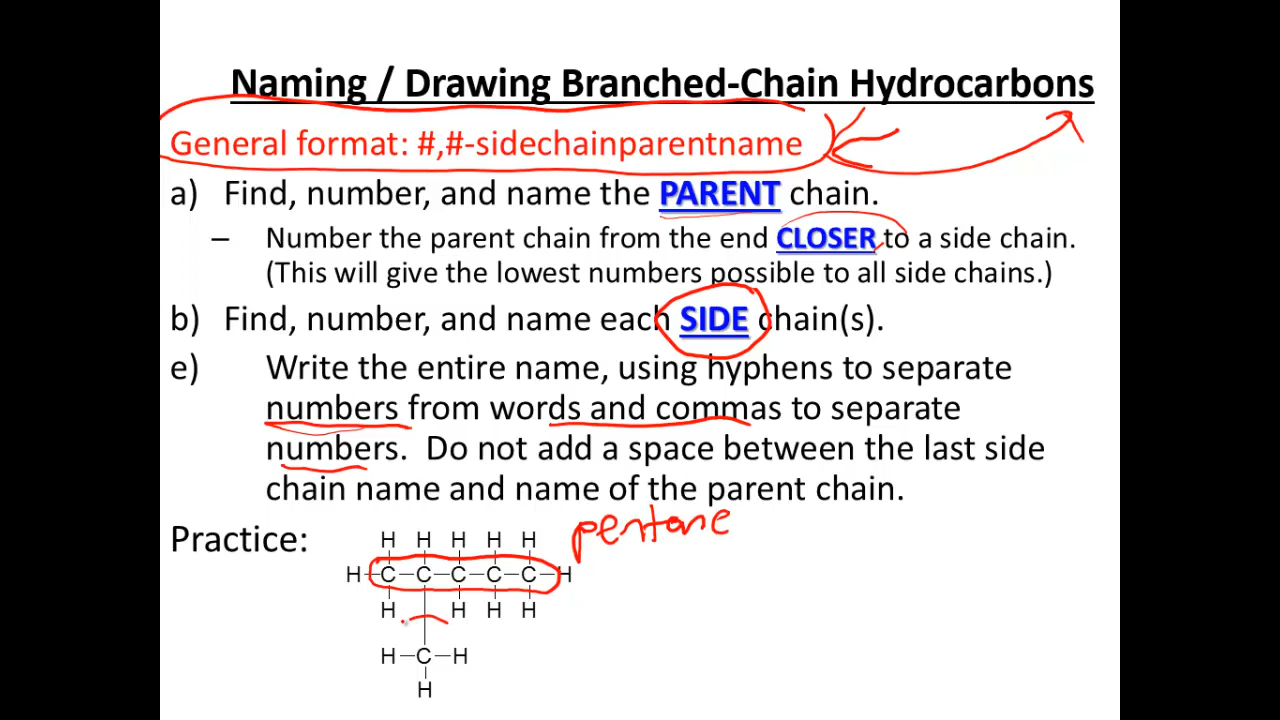 Naming / Drawing Branched-Chain Hydrocarbons
General format: #,#-sidechainparentname
a) Find, number, and name the PARENT chain.
– Number the parent chain from the end CLOSER to a side chain.
(This will give the lowest numbers possible to all side chains.)
b) Find, number, and name each SIDE chain(s).
e) Write the entire name, using hyphens to separate
numbers from words and commas to separate
numbers. Do not add a space between the last side
chain name and name of the parent chain.
pentane
Practice:
H H H H H
H–C–C–C–C–C–H
H H H H
H–C–H
H